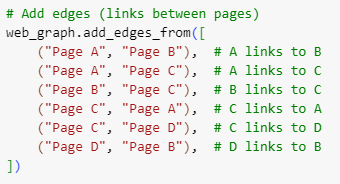 # Add edges (links between pages)
web_graph.add_edges_from([
    ("Page A", "Page B"),  # A links to B
    ("Page A", "Page C"),  # A links to C
    ("Page B", "Page C"),  # B links to C
    ("Page C", "Page A"),  # C links to A
    ("Page C", "Page D"),  # C links to D
    ("Page D", "Page B"),  # D links to B
])